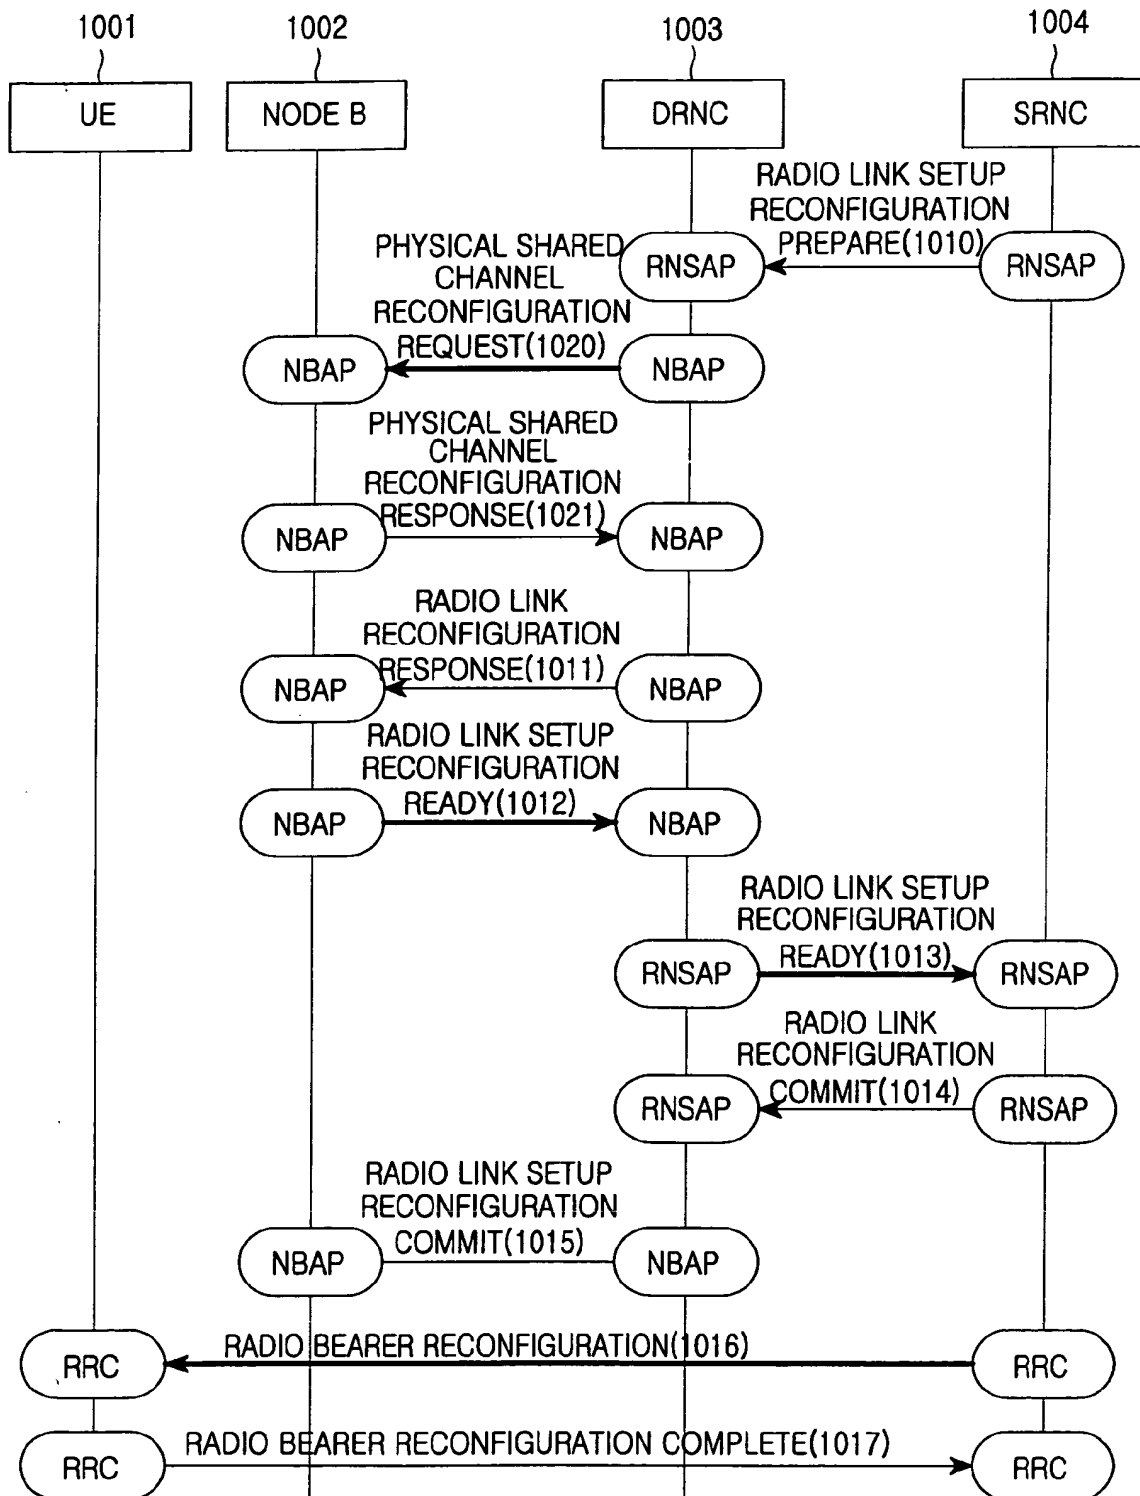 1001
1002
1003
1004
UE
NODE B
DRNC
SRNC
RADIO LINK SETUP
RECONFIGURATION
PREPARE(1010)
RNSAP
RNSAP
PHYSICAL SHARED
CHANNEL
RECONFIGURATION
REQUEST(1020)
NBAP
NBAP
PHYSICAL SHARED
CHANNEL
RECONFIGURATION
RESPONSE(1021)
NBAP
NBAP
RADIO LINK
RECONFIGURATION
RESPONSE(1011)
NBAP
NBAP
RADIO LINK SETUP
RECONFIGURATION
READY(1012)
NBAP
NBAP
RADIO LINK SETUP
RECONFIGURATION
READY(1013)
RNSAP
RNSAP
RADIO LINK
RECONFIGURATION
COMMIT(1014)
RNSAP
RNSAP
RADIO LINK SETUP
RECONFIGURATION
COMMIT(1015)
NBAP
NBAP
RADIO BEARER RECONFIGURATION(1016)
RRC
RRC
RADIO BEARER RECONFIGURATION COMPLETE(1017)
RRC
RRC